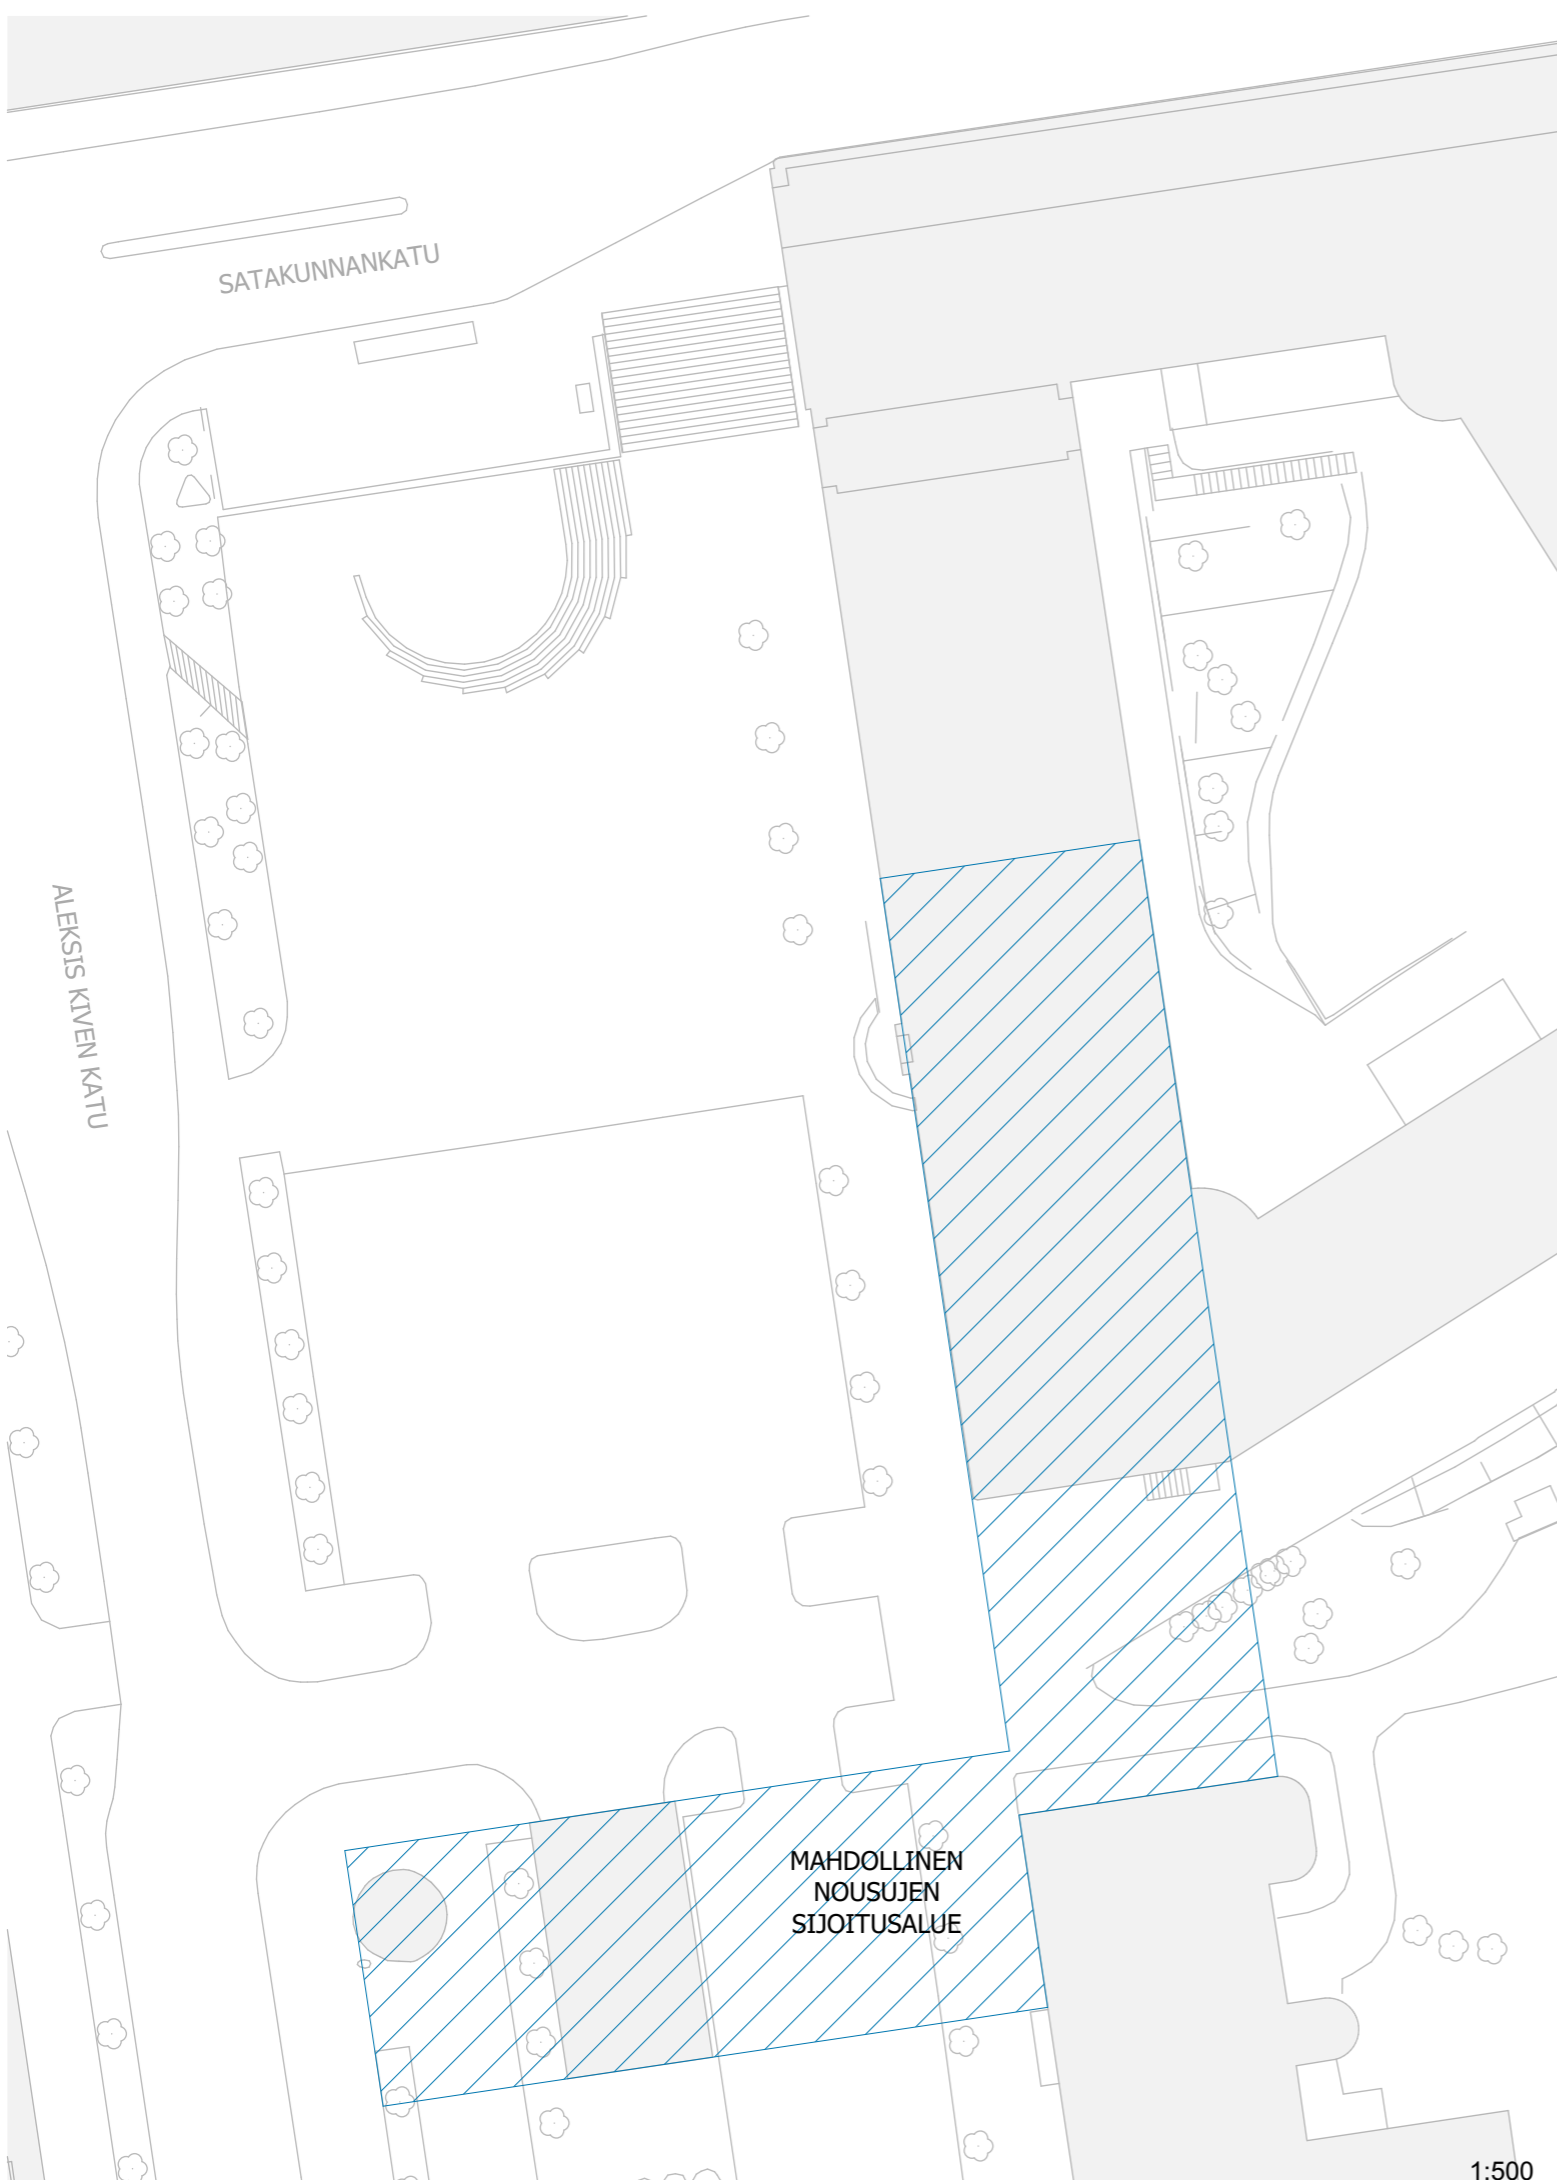 SATAKUNNANKATU
ALEKSIS KIVEN KATU
MAHDOLLINEN
NOUSUJEN
SIJOITUSALUE
1:500